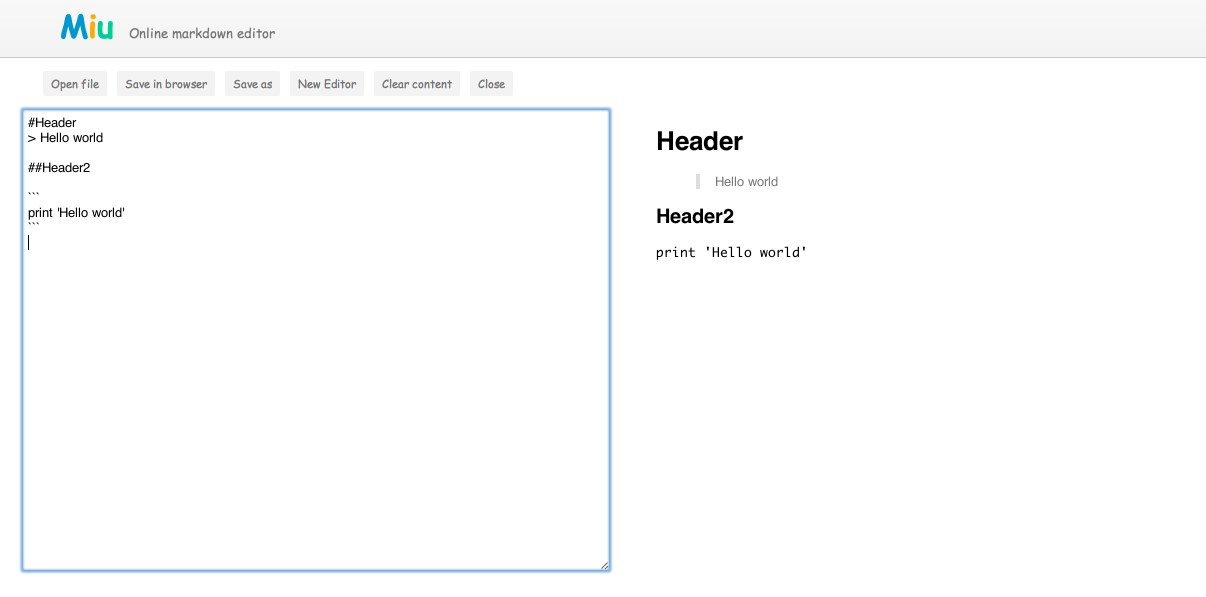 Miu Online markdown editor
Open file Save in browser Save as New Editor Clear content Close
#Header
> Hello world
##Header2
```
print 'Hello world'
```
Header
Hello world
Header2
print 'Hello world'